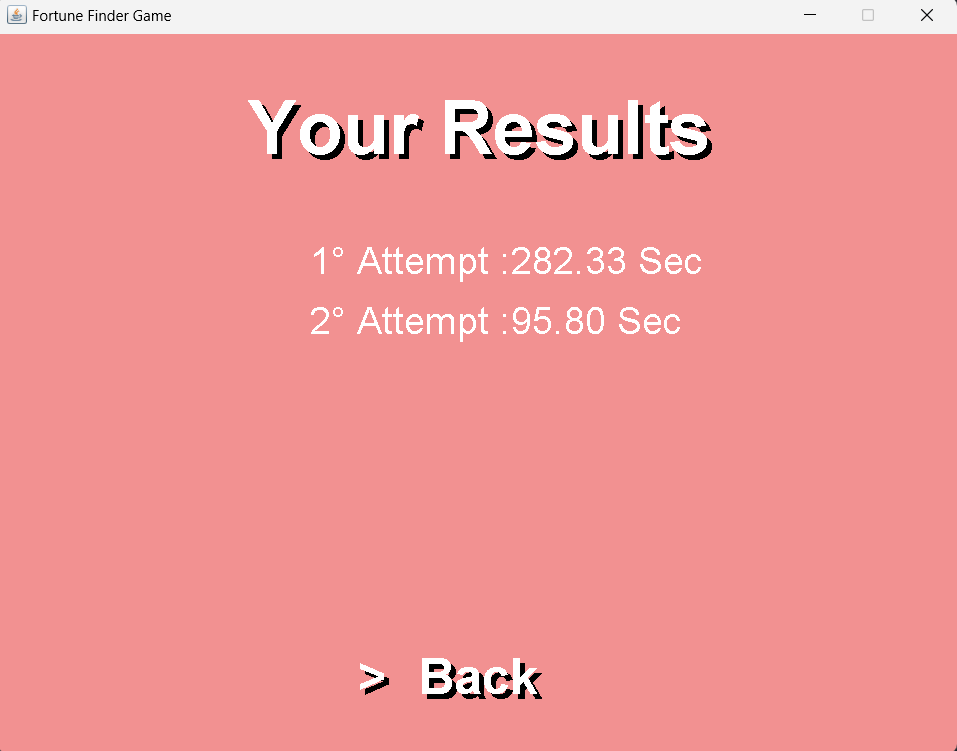 Fortune Finder Game
Your Results
1° Attempt :282.33 Sec
2° Attempt :95.80 Sec
> Back